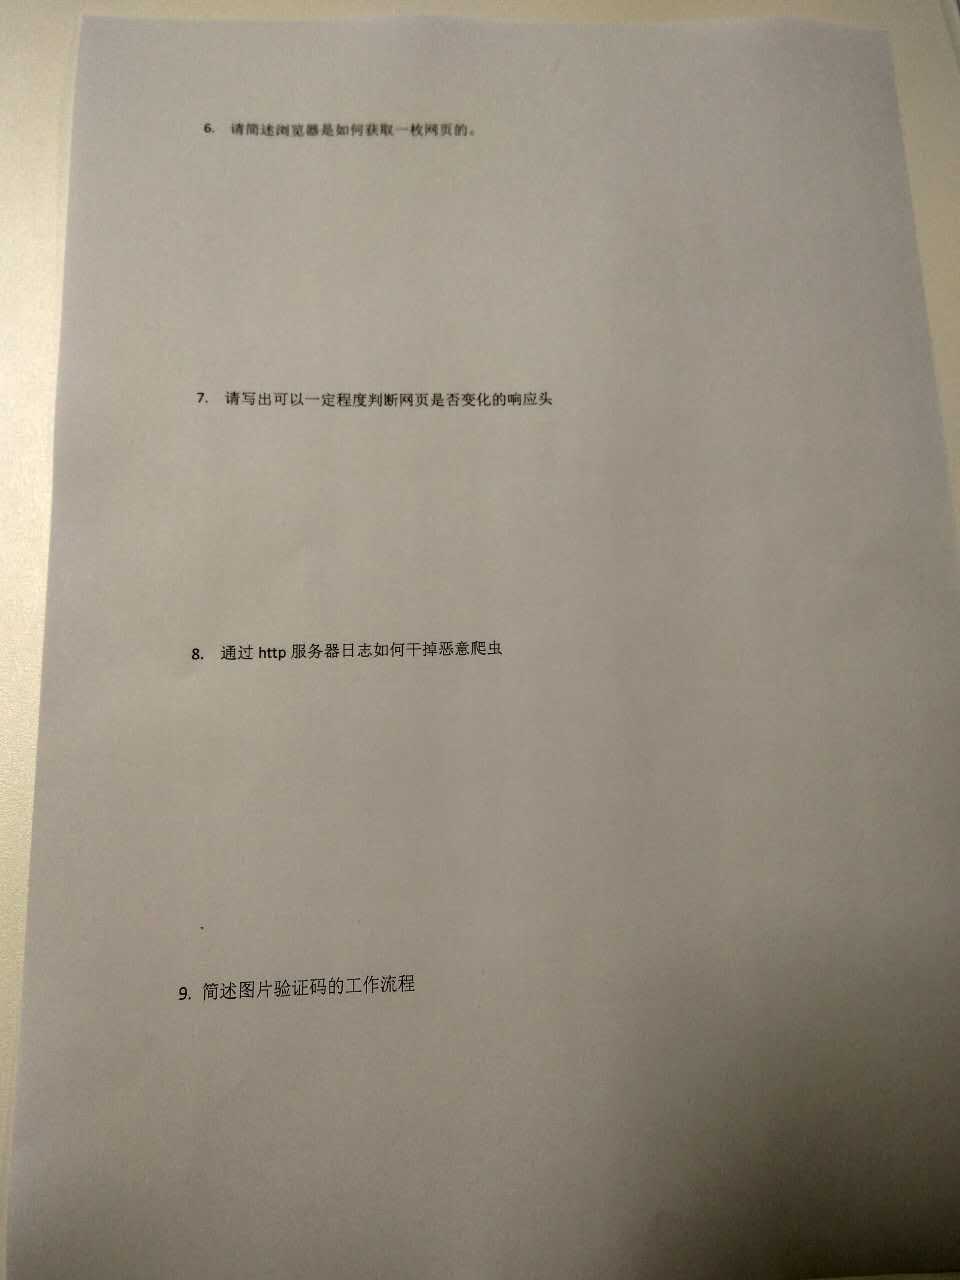 6. 请简述浏览器是如何获取一枚网页的。
7. 请写出可以一定程度判断网页是否变化的响应头
8. 通过 http 服务器日志如何干掉恶意爬虫
9. 简述图片验证码的工作流程